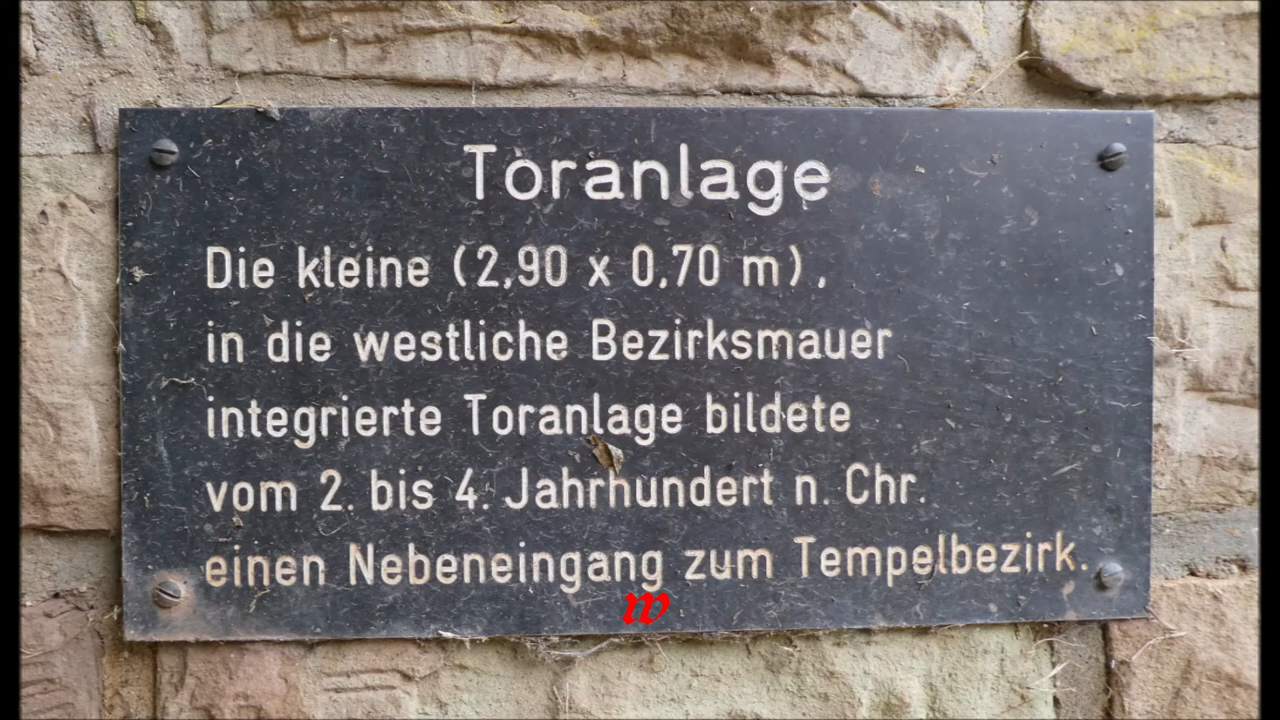 Toranlage
Die kleine (2,90 x 0,70 m),
in die westliche Bezirksmauer
integrierte Toranlage bildete
vom 2. bis 4. Jahrhundert n. Chr.
einen Nebeneingang zum Tempelbezirk.
w